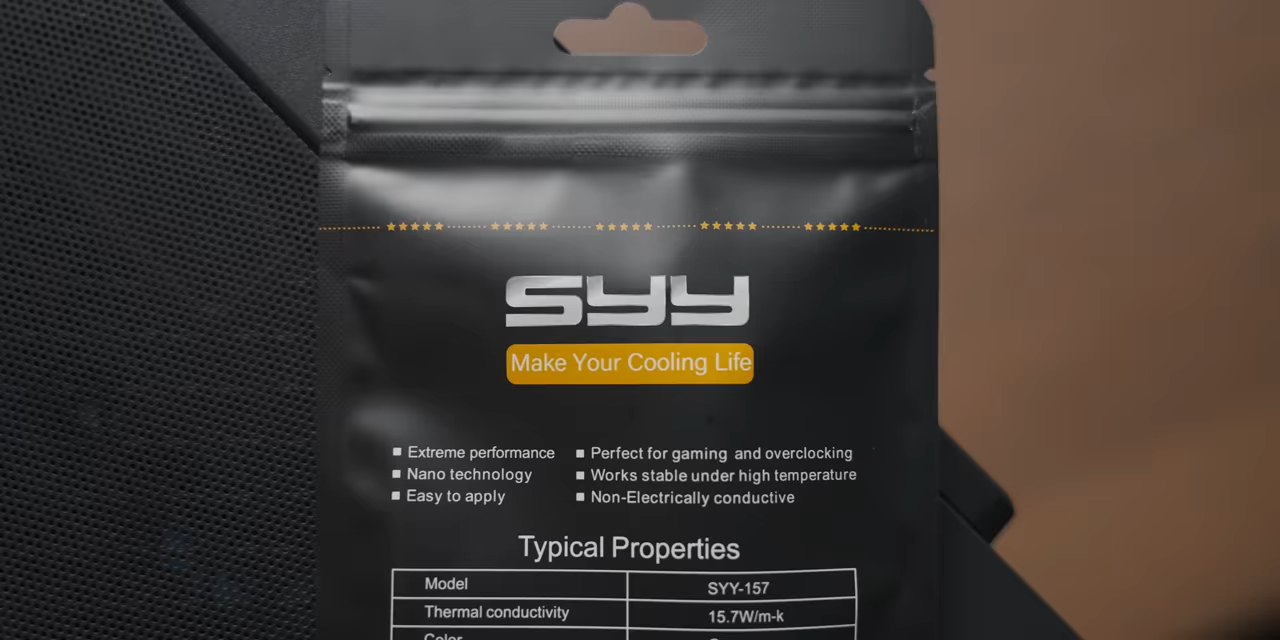 SYY
Make Your Cooling Life
Extreme performance
Nano technology
Easy to apply
Perfect for gaming and overclocking
Works stable under high temperature
Non-Electrically conductive
Typical Properties
Model SYY-157
Thermal conductivity 15.7W/m-k
Color